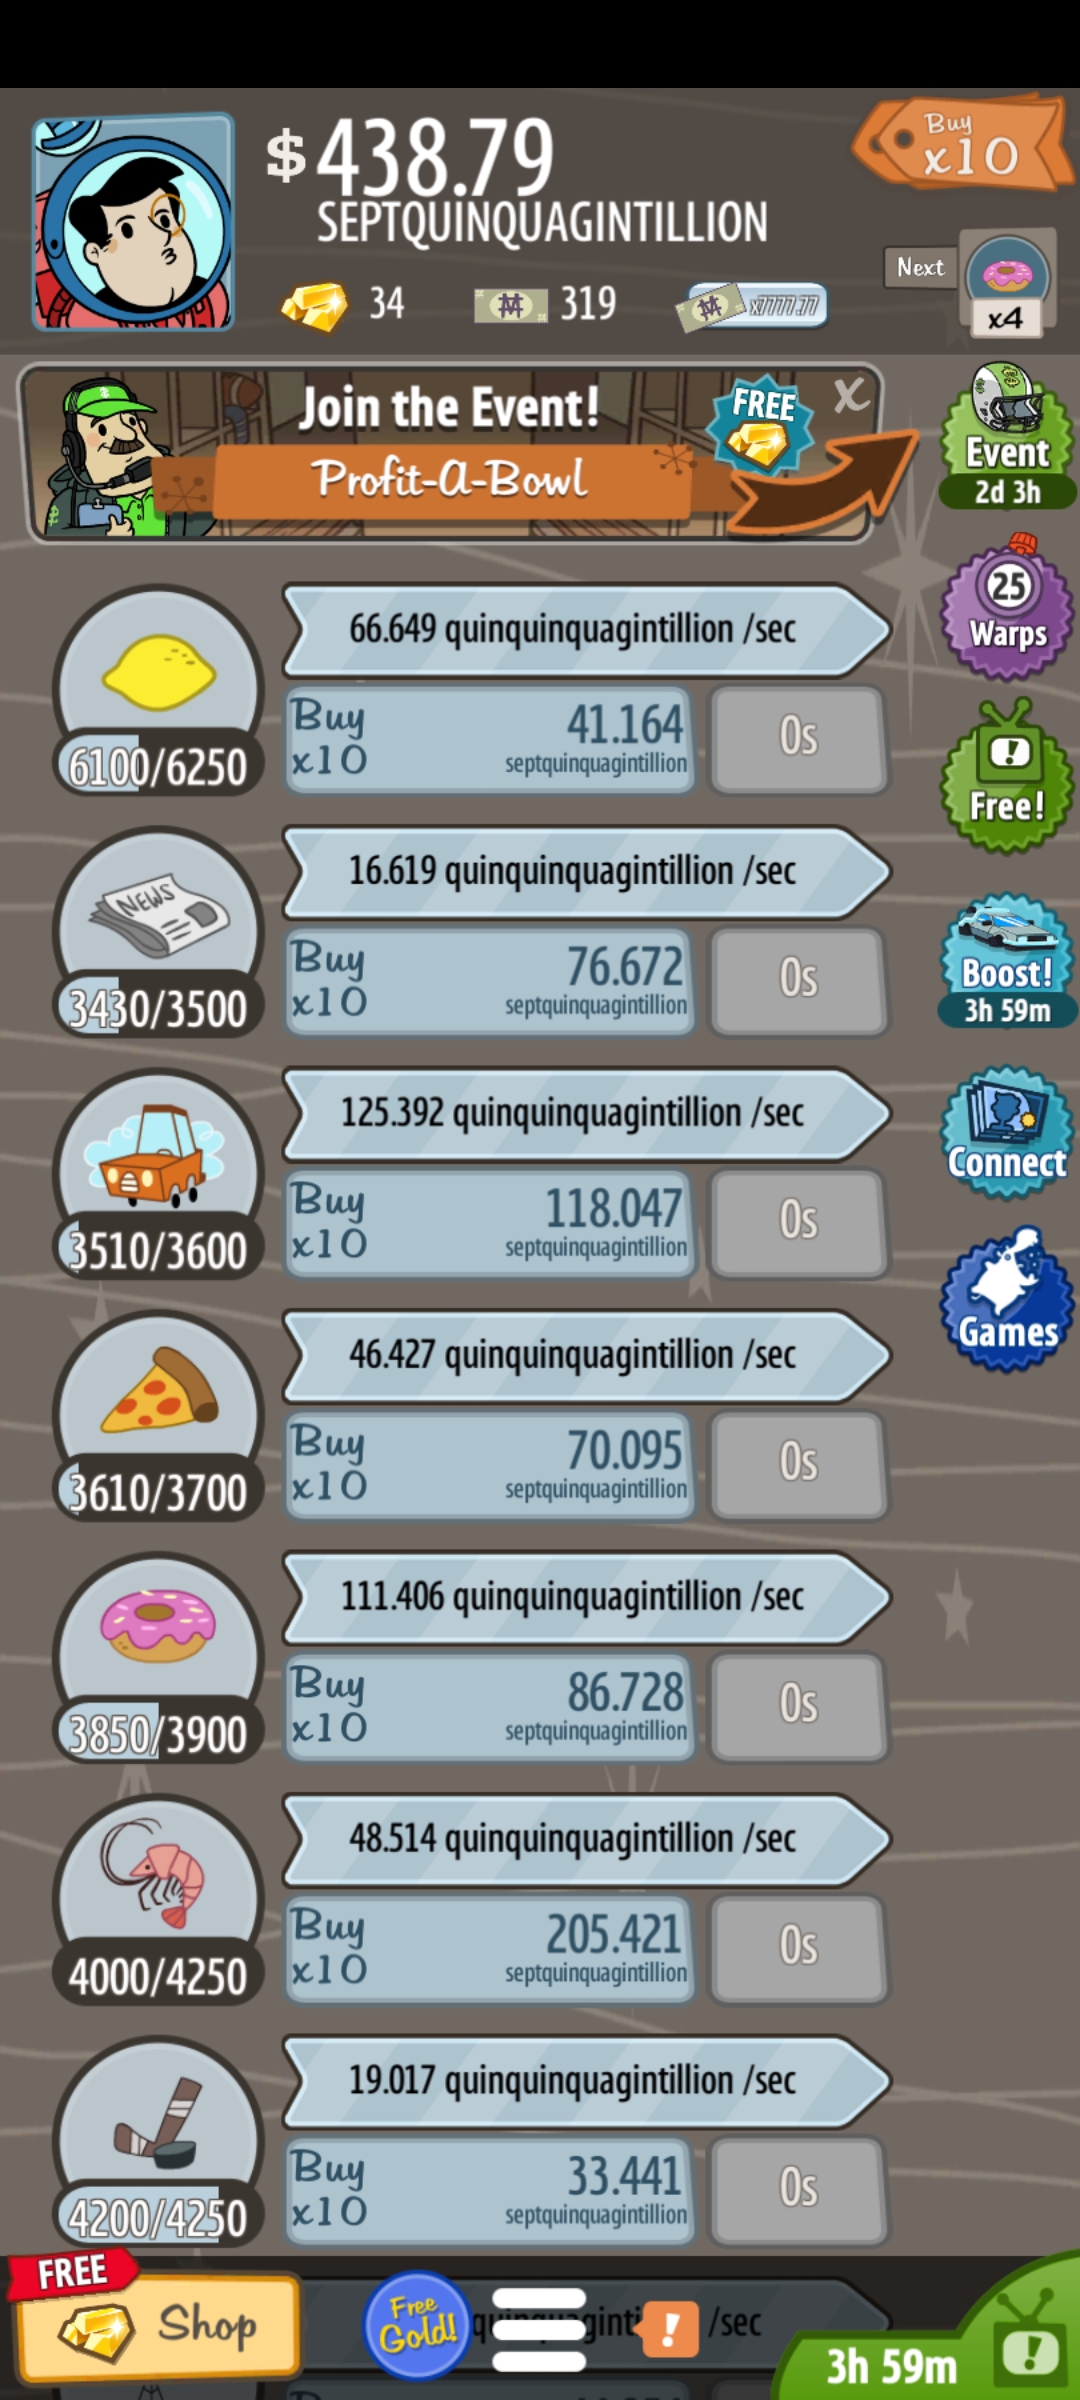 $438.79
SEPTQUINQUAGINTILLION
Buy
x10
34
319
x7777.77
Next
x4
Join the Event!
Profit-A-Bowl
FREE
X
Event
2d 3h
25
Warps
Free!
Boost!
3h 59m
Connect
Games
66.649 quinquinquagintillion /sec
6100/6250
Buy
x10
41.164
septquinquagintillion
0s
NEWS
16.619 quinquinquagintillion /sec
3430/3500
Buy
x10
76.672
septquinquagintillion
0s
125.392 quinquinquagintillion /sec
3510/3600
Buy
x10
118.047
septquinquagintillion
0s
46.427 quinquinquagintillion /sec
3610/3700
Buy
x10
70.095
septquinquagintillion
0s
111.406 quinquinquagintillion /sec
3850/3900
Buy
x10
86.728
septquinquagintillion
0s
48.514 quinquinquagintillion /sec
4000/4250
Buy
x10
205.421
septquinquagintillion
0s
19.017 quinquinquagintillion /sec
4200/4250
Buy
x10
33.441
septquinquagintillion
0s
FREE
Shop
Free
Gold!
!
/sec
3h 59m
!